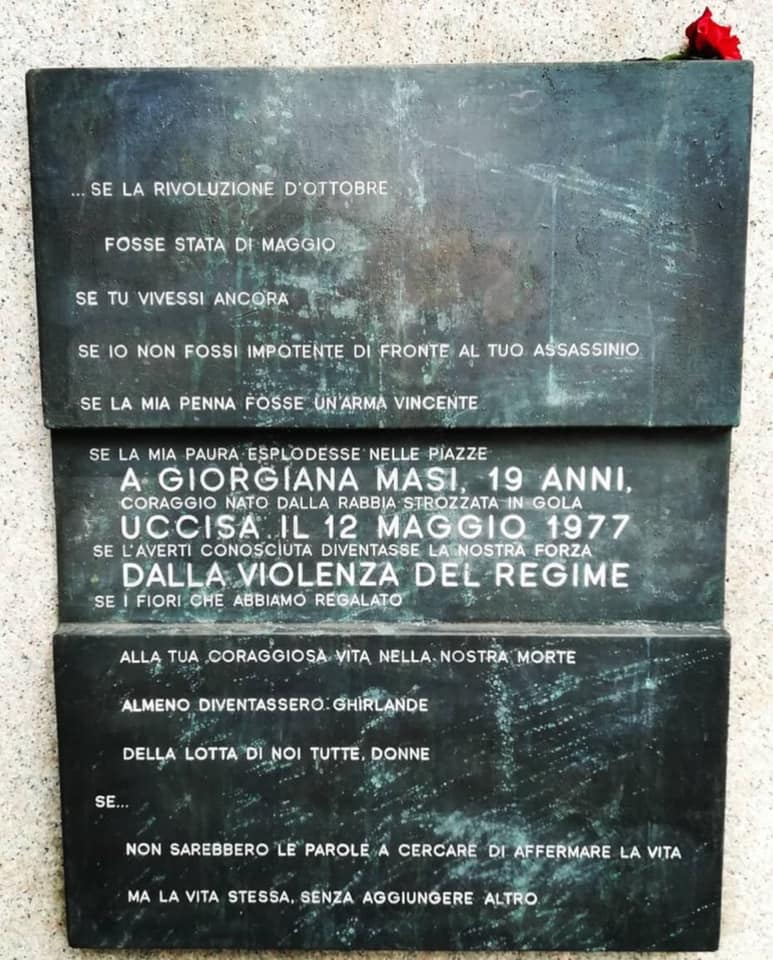 ... SE LA RIVOLUZIONE D'OTTOBRE
FOSSE STATA DI MAGGIO
SE TU VIVESSI ANCORA
SE IO NON FOSSI IMPOTENTE DI FRONTE AL TUO ASSASSINIO
SE LA MIA PENNA FOSSE UN'ARMA VINCENTE
SE LA MIA PAURA ESPLODESSE NELLE PIAZZE
A GIORGIANA MASI, 19 ANNI,
CORAGGIO NATO DALLA RABBIA STROZZATA IN GOLA
UCCISA IL 12 MAGGIO 1977
SE L'AVERTI CONOSCIUTA DIVENTASSE LA NOSTRA FORZA
DALLA VIOLENZA DEL REGIME
SE I FIORI CHE ABBIAMO REGALATO
ALLA TUA CORAGGIOSA VITA NELLA NOSTRA MORTE
ALMENO DIVENTASSERO GHIRLANDE
DELLA LOTTA DI NOI TUTTE, DONNE
SE...
NON SAREBBERO LE PAROLE A CERCARE DI AFFERMARE LA VITA
MA LA VITA STESSA, SENZA AGGIUNGERE ALTRO